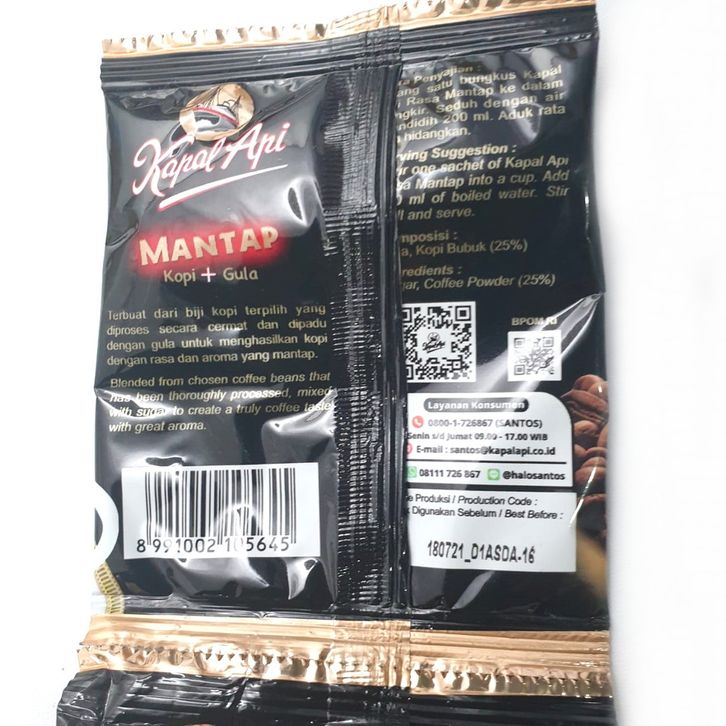 Kapal Api
MANTAP
Kopi + Gula
Terbuat dari biji kopi terpilih yang
diproses secara cermat dan dipadu
dengan gula untuk menghasilkan kopi
dengan rasa dan aroma yang mantap.
Blended from chosen coffee beans that
has been thoroughly processed, mixed
with sugar to create a truly coffee taste
with great aroma.
8 991002 105645
Penyajian :
satu bungkus Kapal
Rasa Mantap ke dalam
Seduh dengan air
200 ml. Aduk rata
hidangkan.
Suggestion :
one sachet of Kapal Api
Mantap into a cup. Add
ml of boiled water. Stir
and serve.
Kopi Bubuk (25%)
Coffee Powder (25%)
BPOM RI
Layanan Konsumen
0800-1-726867 (SANTOS)
Senin s/d Jumat 09.00 - 17.00 WIB
E-mail : santos@kapalapi.co.id
08111 726 867 @halosantos
Produksi / Production Code :
Digunakan Sebelum / Best Before :
180721_D1ASDA-16